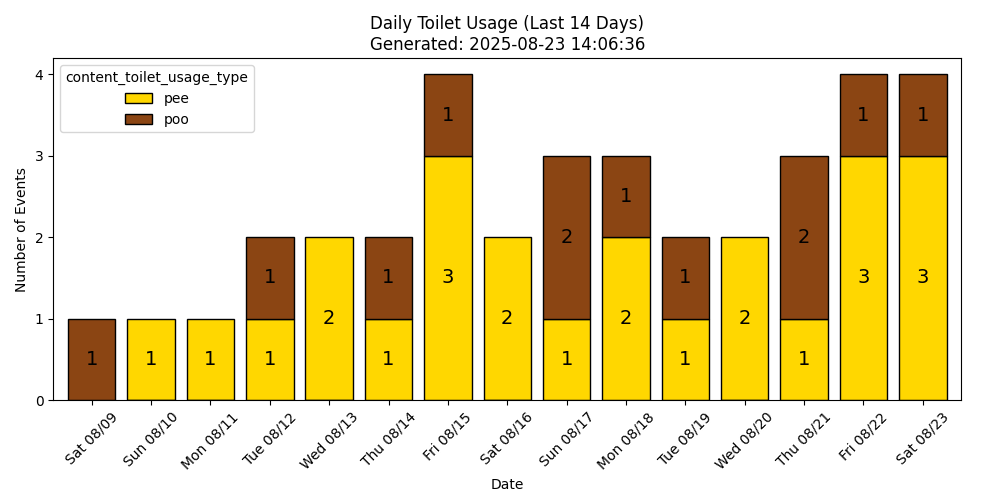 Daily Toilet Usage (Last 14 Days)
Generated: 2025-08-23 14:06:36
content_toilet_usage_type
pee
poo
Number of Events
4
3
2
1
0
1
1
1
1
1
2
1
1
3
1
2
1
2
2
1
1
1
2
1
2
3
1
3
1
Sat 08/09
Sun 08/10
Mon 08/11
Tue 08/12
Wed 08/13
Thu 08/14
Fri 08/15
Sat 08/16
Sun 08/17
Mon 08/18
Tue 08/19
Wed 08/20
Thu 08/21
Fri 08/22
Sat 08/23
Date